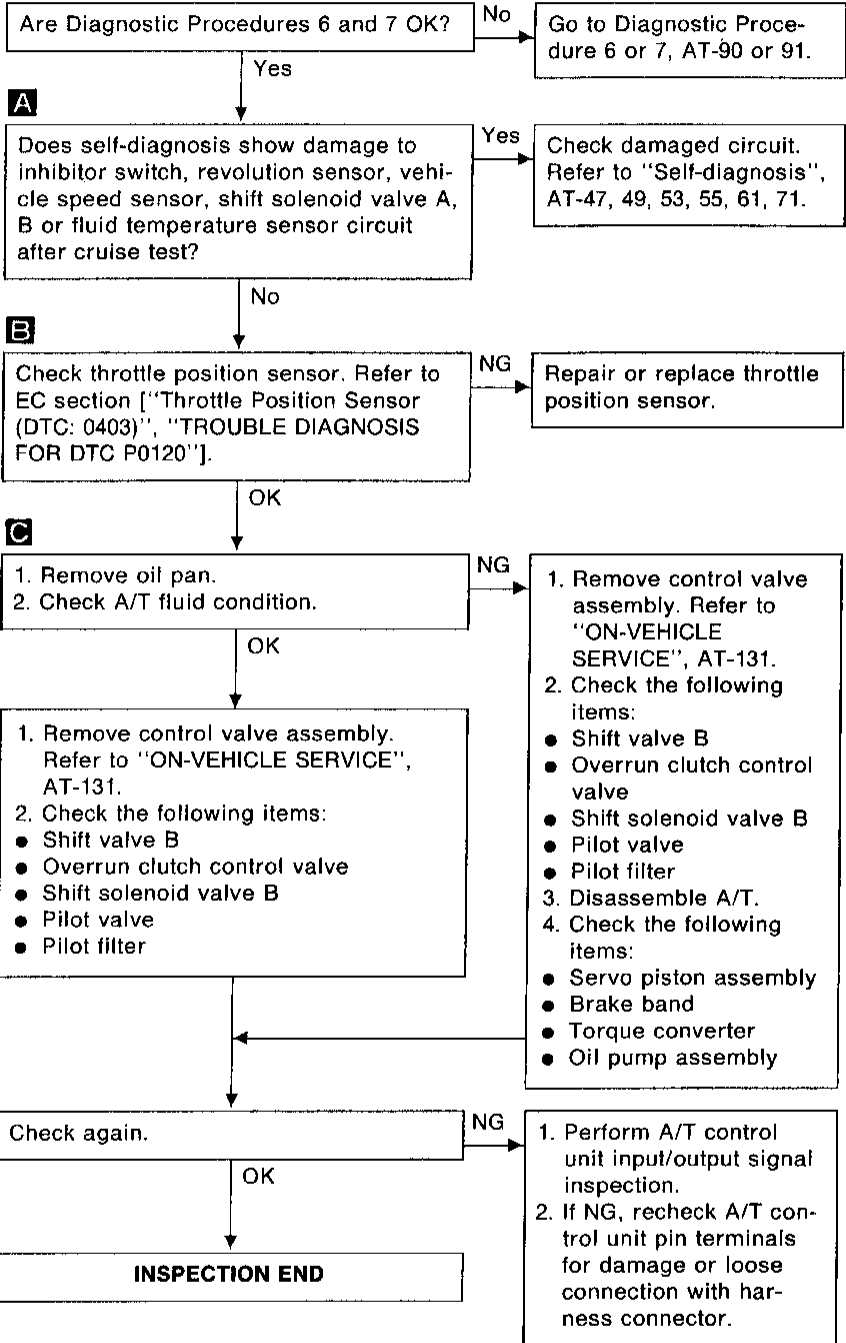 Are Diagnostic Procedures 6 and 7 OK?
No
Go to Diagnostic Proce-
dure 6 or 7, AT-90 or 91.
Yes
A
Does self-diagnosis show damage to
inhibitor switch, revolution sensor, vehi-
cle speed sensor, shift solenoid valve A,
B or fluid temperature sensor circuit
after cruise test?
Yes
Check damaged circuit.
Refer to "Self-diagnosis",
AT-47, 49, 53, 55, 61, 71.
No
B
Check throttle position sensor. Refer to
EC section ["Throttle Position Sensor
(DTC: 0403)", "TROUBLE DIAGNOSIS
FOR DTC P0120"].
NG
Repair or replace throttle
position sensor.
OK
C
1. Remove oil pan.
2. Check A/T fluid condition.
NG
1. Remove control valve
assembly. Refer to
"ON-VEHICLE
SERVICE", AT-131.
2. Check the following
items:
● Shift valve B
● Overrun clutch control
valve
● Shift solenoid valve B
● Pilot valve
● Pilot filter
3. Disassemble A/T.
4. Check the following
items:
● Servo piston assembly
● Brake band
● Torque converter
● Oil pump assembly
OK
1. Remove control valve assembly.
Refer to "ON-VEHICLE SERVICE",
AT-131.
2. Check the following items:
● Shift valve B
● Overrun clutch control valve
● Shift solenoid valve B
● Pilot valve
● Pilot filter
Check again.
NG
1. Perform A/T control
unit input/output signal
inspection.
2. If NG, recheck A/T con-
trol unit pin terminals
for damage or loose
connection with har-
ness connector.
OK
INSPECTION END